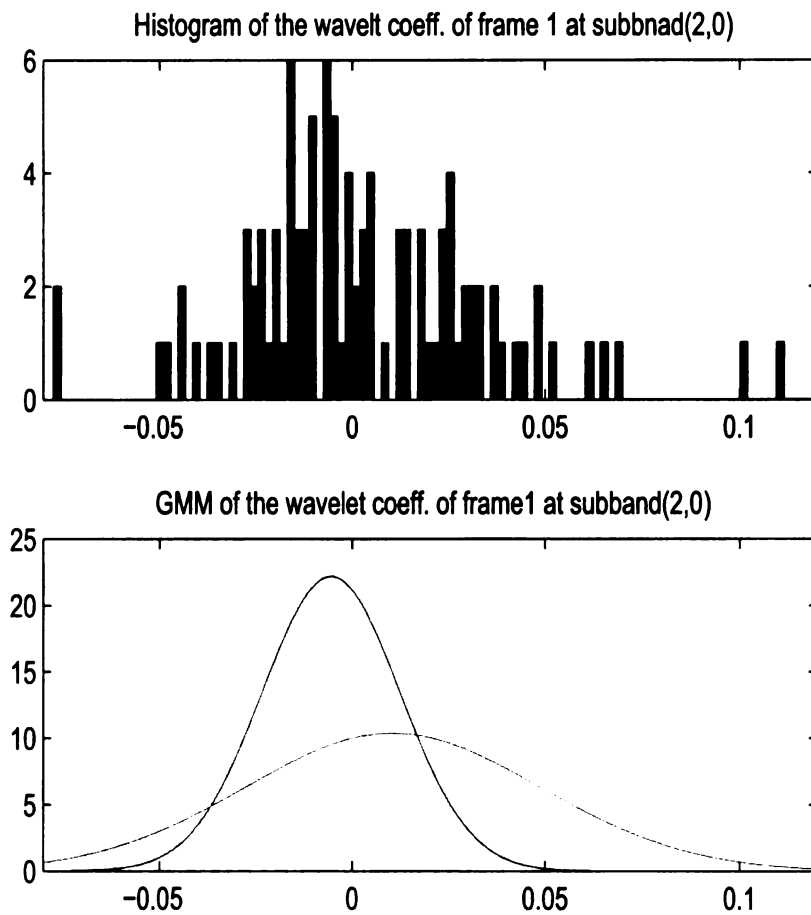 Histogram of the wavelt coeff. of frame 1 at subbnad(2,0)
6
4
2
0
−0.05 0 0.05 0.1
GMM of the wavelet coeff. of frame1 at subband(2,0)
25
20
15
10
5
0
−0.05 0 0.05 0.1